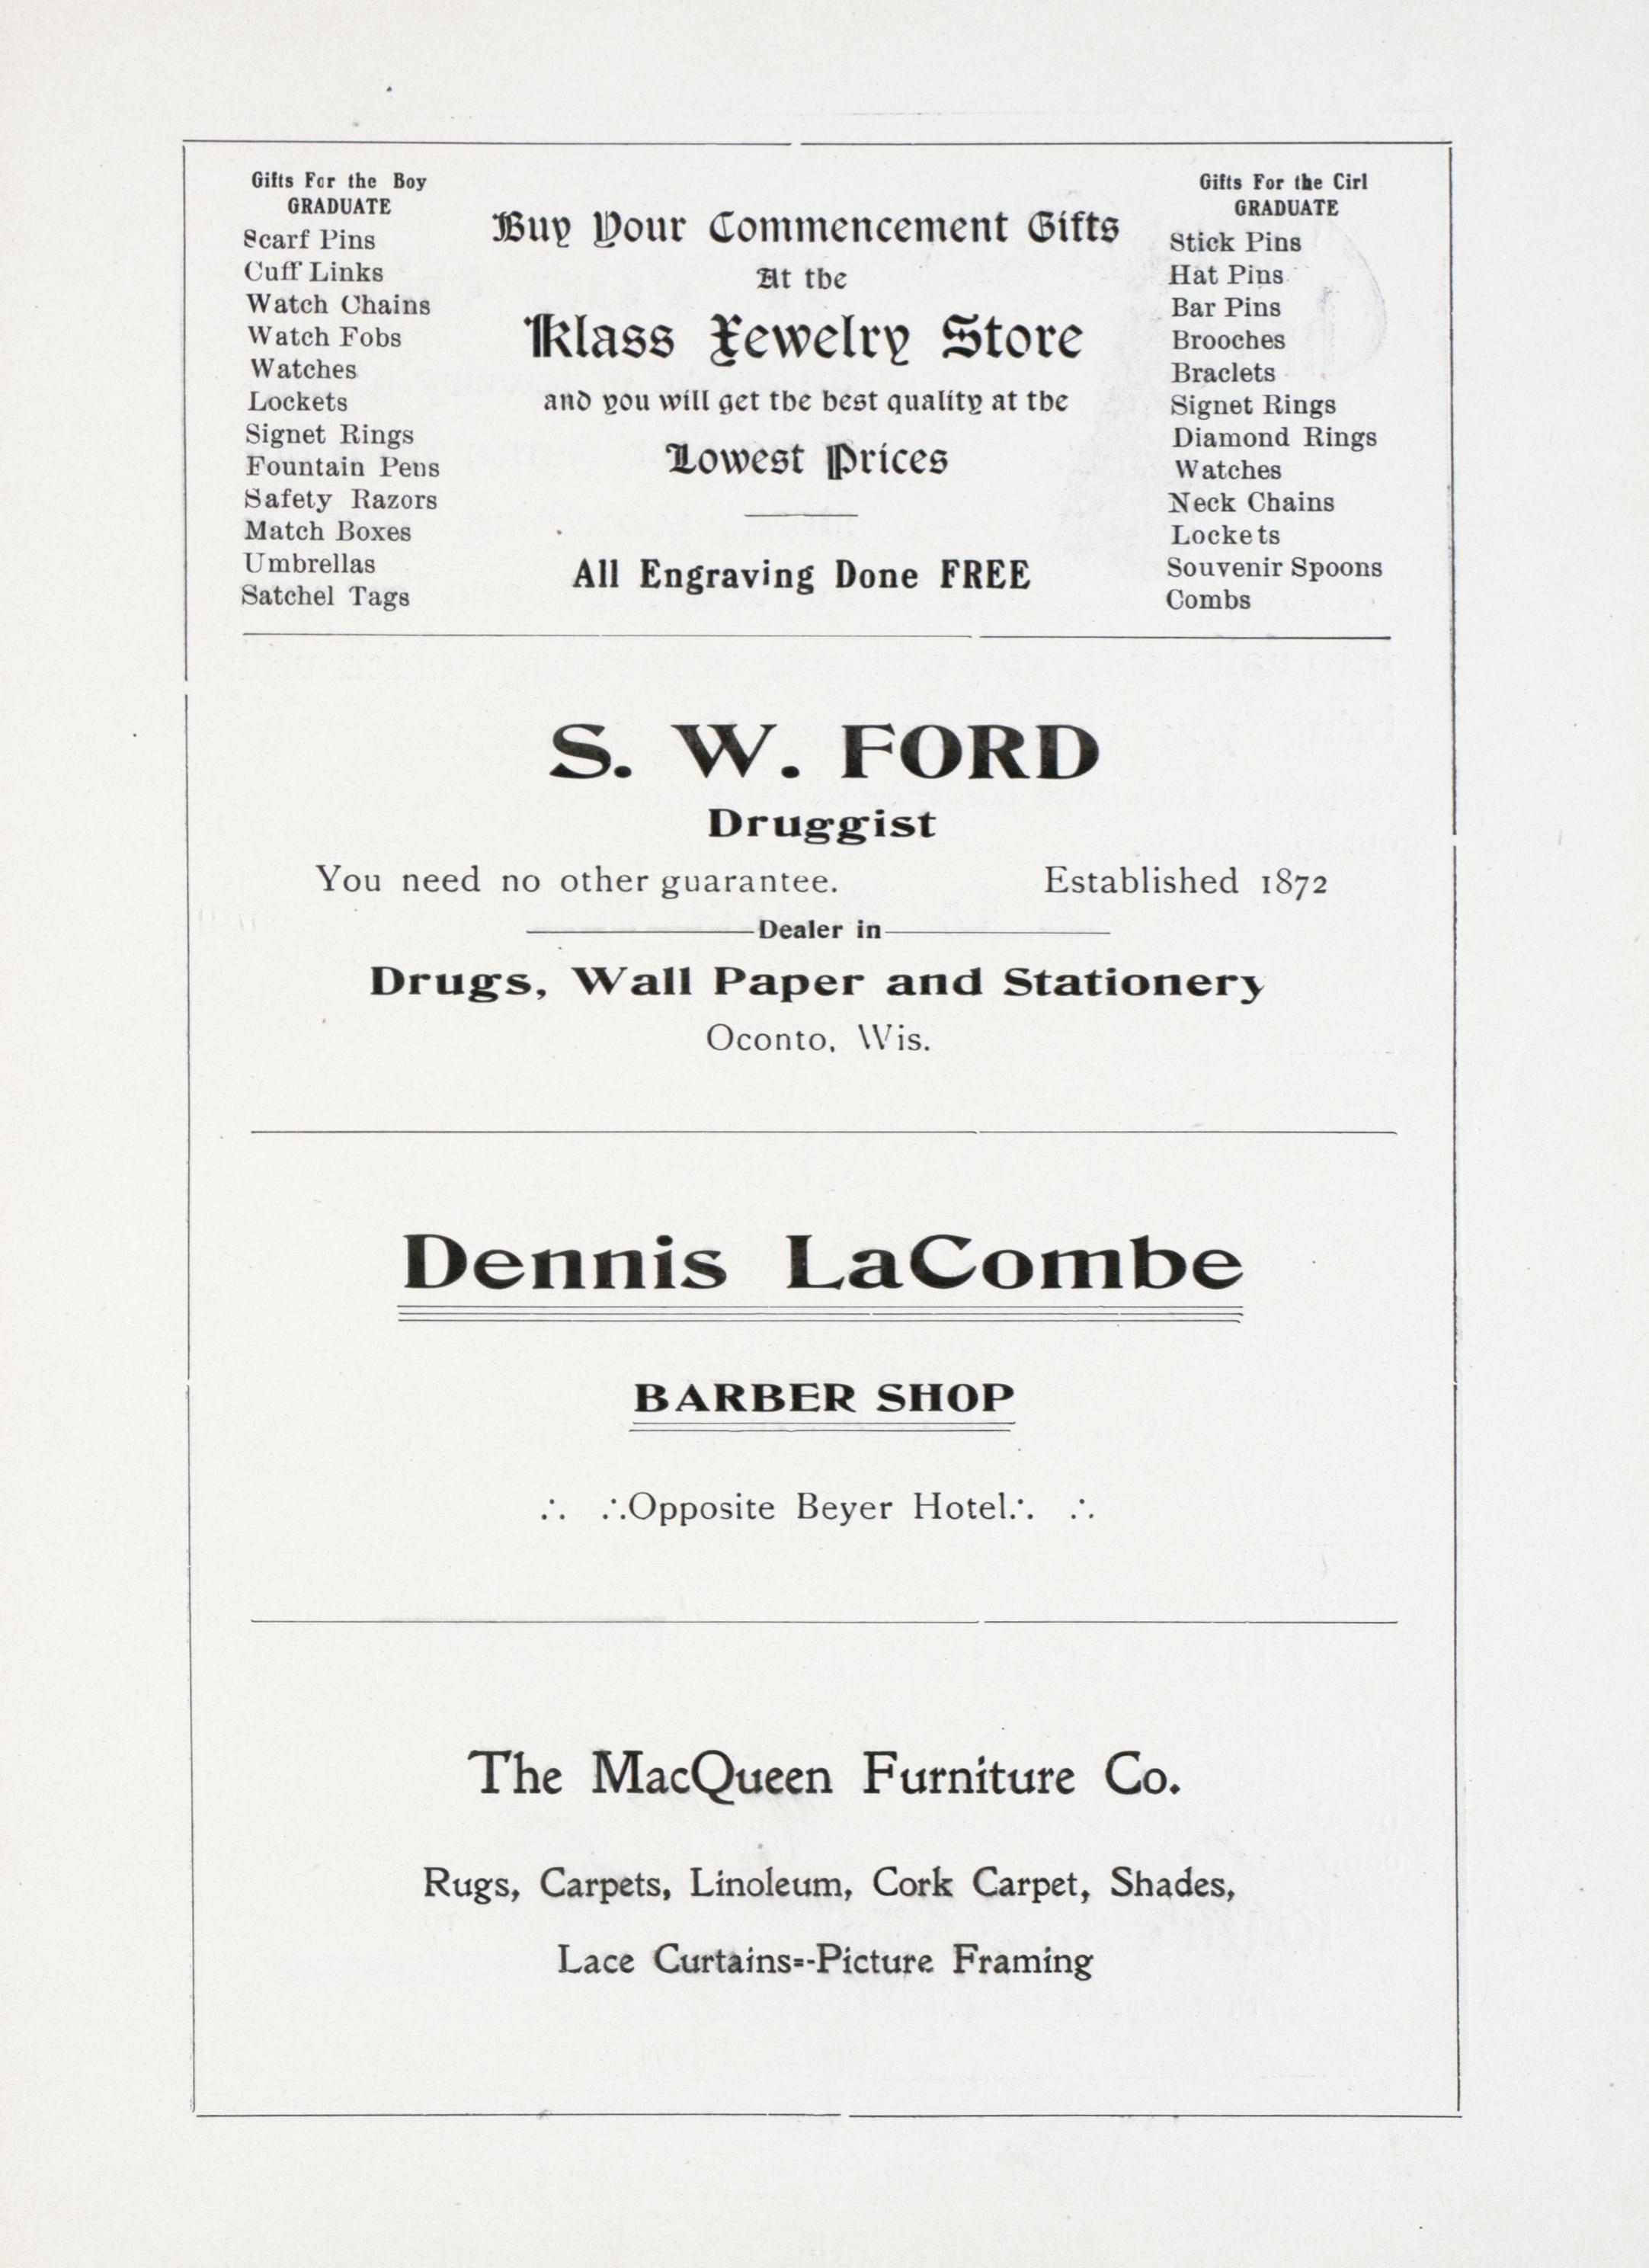 Gifts For the Boy
GRADUATE
Scarf Pins
Cuff Links
Watch Chains
Watch Fobs
Watches
Lockets
Signet Rings
Fountain Pens
Safety Razors
Match Boxes
Umbrellas
Satchel Tags
Buy Your Commencement Gifts
At the
Klass Jewelry Store
and you will get the best quality at the
Lowest Prices
All Engraving Done FREE
Gifts For the Cirl
GRADUATE
Stick Pins
Hat Pins
Bar Pins
Brooches
Braclets
Signet Rings
Diamond Rings
Watches
Neck Chains
Lockets
Souvenir Spoons
Combs
S. W. FORD
Druggist
You need no other guarantee. Established 1872
Dealer in
Drugs, Wall Paper and Stationery
Oconto, Wis.
Dennis LaCombe
BARBER SHOP
∴ ∴Opposite Beyer Hotel∴ ∴
The MacQueen Furniture Co.
Rugs, Carpets, Linoleum, Cork Carpet, Shades,
Lace Curtains=-Picture Framing